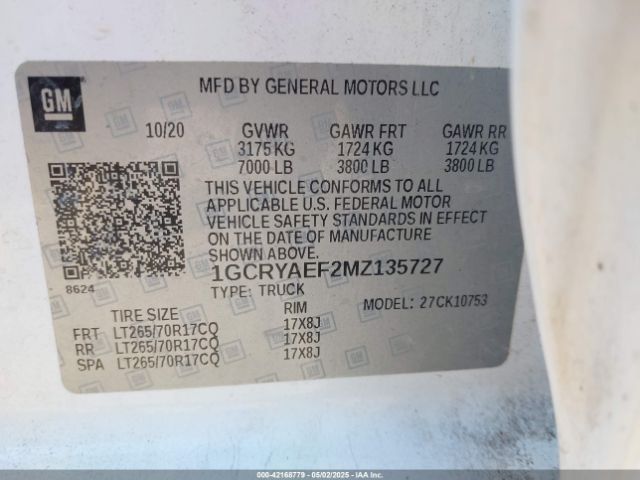 GM
MFD BY GENERAL MOTORS LLC
10/20 GVWR GAWR FRT GAWR RR
3175 KG 1724 KG 1724 KG
7000 LB 3800 LB 3800 LB
THIS VEHICLE CONFORMS TO ALL
APPLICABLE U.S. FEDERAL MOTOR
VEHICLE SAFETY STANDARDS IN EFFECT
ON THE DATE OF MANUFACTURE
SHOWN ABOVE.
8624
1GCRYAEF2MZ135727
TYPE: TRUCK MODEL: 27CK10753
TIRE SIZE RIM
FRT LT265/70R17CQ 17X8J
RR LT265/70R17CQ 17X8J
SPA LT265/70R17CQ 17X8J
000-42168779 - 05/02/2025 - IAAI.COM